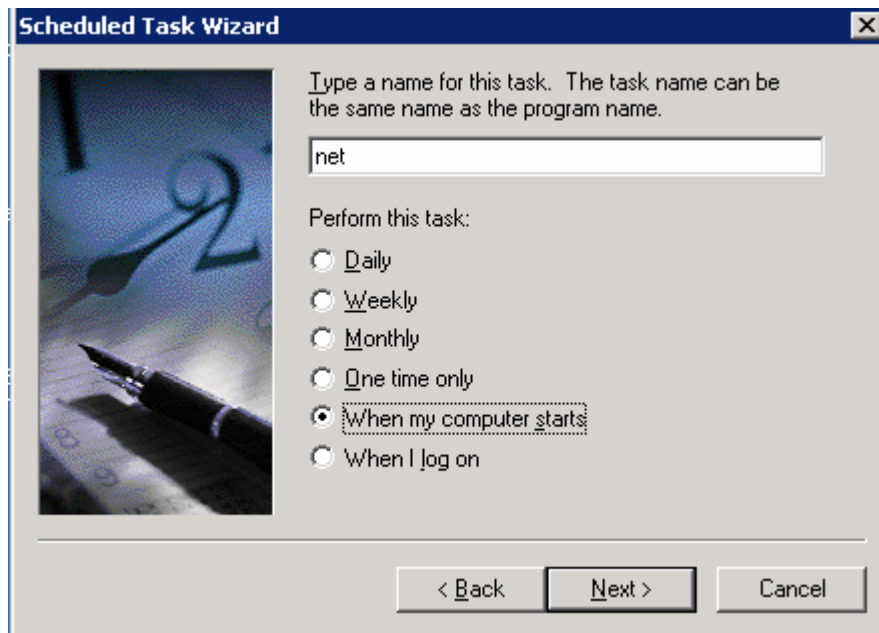 Scheduled Task Wizard
Type a name for this task. The task name can be
the same name as the program name.
net
Perform this task:
Daily
Weekly
Monthly
One time only
When my computer starts
When I log on
< Back Next > Cancel